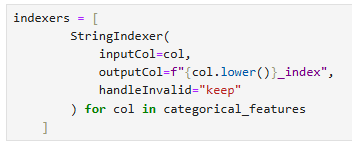 indexers = [
        StringIndexer(
            inputCol=col,
            outputCol=f"{col.lower()}_index",
            handleInvalid="keep"
        ) for col in categorical_features
    ]